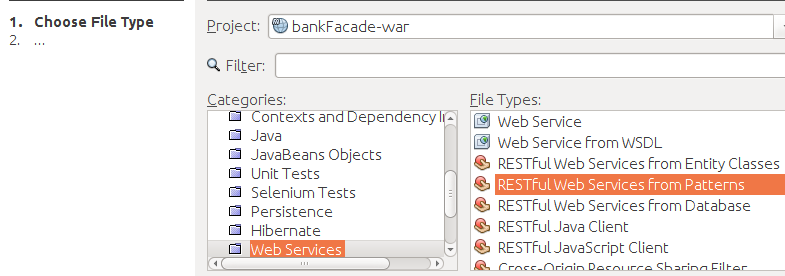 1. Choose File Type
2. ...
Project: bankFacade-war
Filter:
Categories:
Contexts and Dependency In
Java
JavaBeans Objects
Unit Tests
Selenium Tests
Persistence
Hibernate
Web Services
File Types:
Web Service
Web Service from WSDL
RESTful Web Services from Entity Classes
RESTful Web Services from Patterns
RESTful Web Services from Database
RESTful Java Client
RESTful JavaScript Client
Cross-Origin Resource Sharing Filter